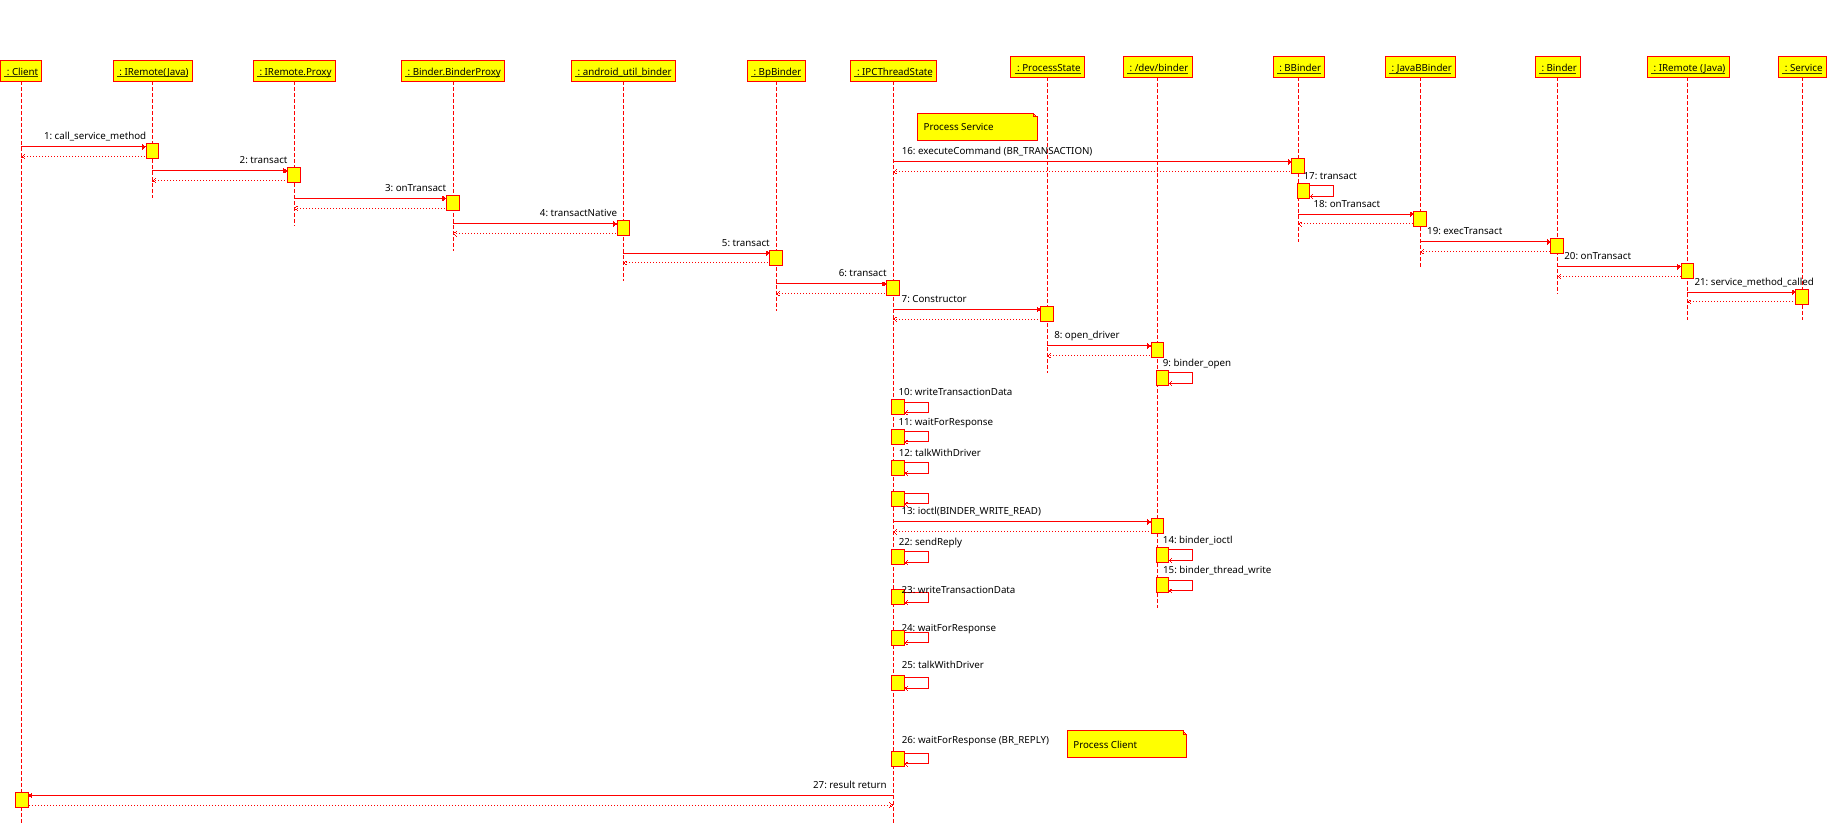 : Client
: IRemote(Java)
: IRemote.Proxy
: Binder.BinderProxy
: android_util_binder
: BpBinder
: IPCThreadState
: ProcessState
: /dev/binder
: BBinder
: JavaBBinder
: Binder
: IRemote (Java)
: Service
Process Service
1: call_service_method
16: executeCommand (BR_TRANSACTION)
2: transact
17: transact
3: onTransact
18: onTransact
4: transactNative
19: execTransact
5: transact
20: onTransact
6: transact
21: service_method_called
7: Constructor
8: open_driver
9: binder_open
10: writeTransactionData
11: waitForResponse
12: talkWithDriver
13: ioctl(BINDER_WRITE_READ)
22: sendReply
14: binder_ioctl
15: binder_thread_write
23: writeTransactionData
24: waitForResponse
25: talkWithDriver
26: waitForResponse (BR_REPLY)
Process Client
27: result return